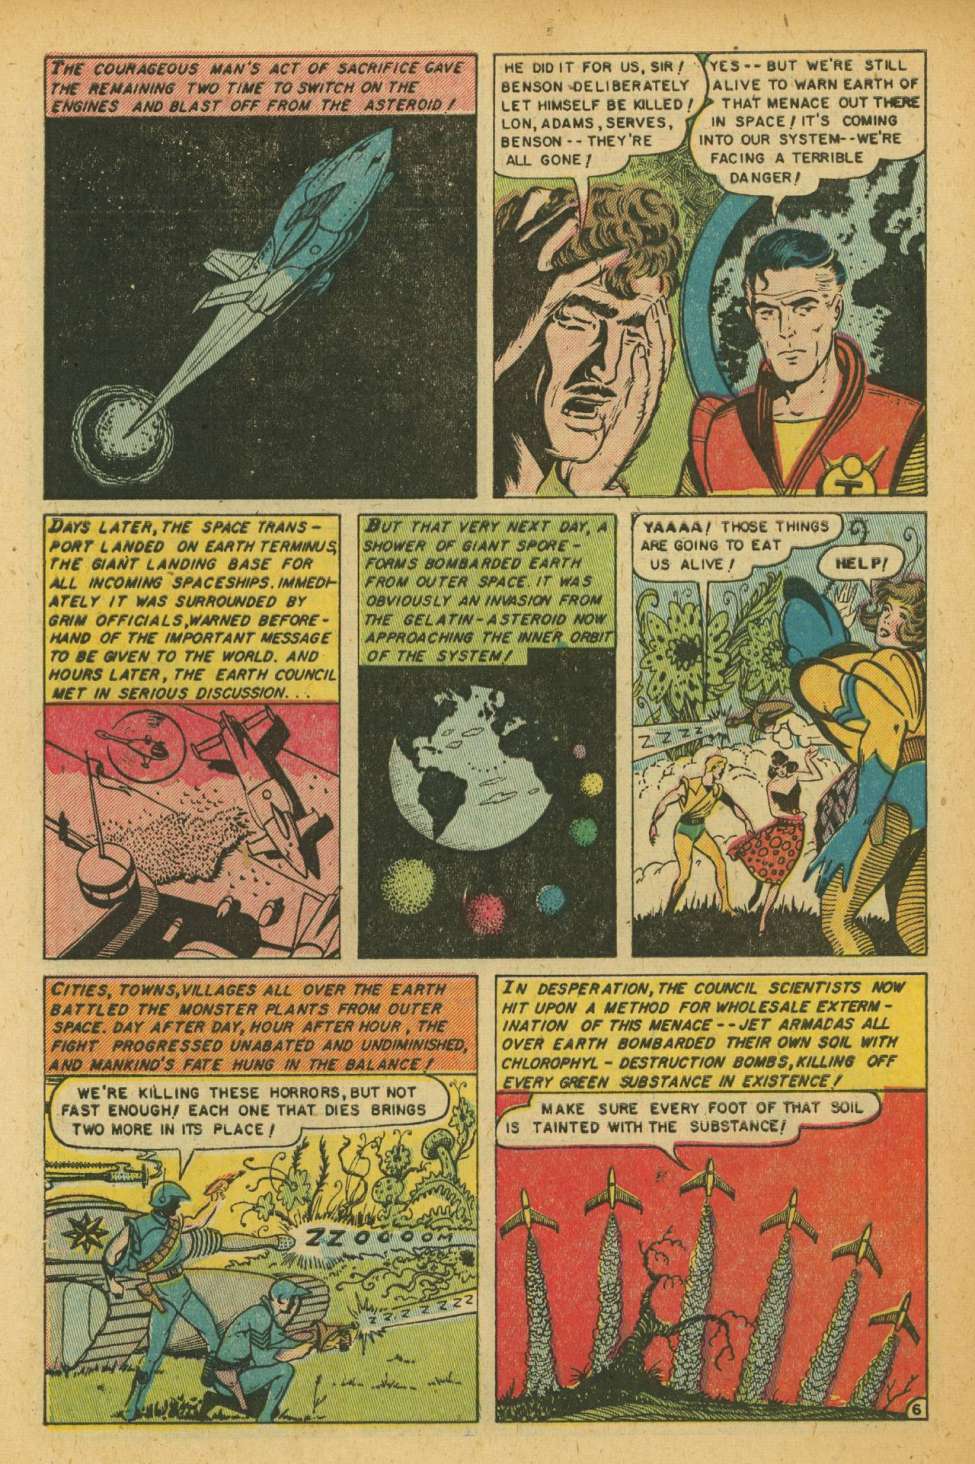 THE COURAGEOUS MAN'S ACT OF SACRIFICE GAVE
THE REMAINING TWO TIME TO SWITCH ON THE
ENGINES AND BLAST OFF FROM THE ASTEROID!
HE DID IT FOR US, SIR!
BENSON DELIBERATELY
LET HIMSELF BE KILLED!
LON, ADAMS, SERVES,
BENSON -- THEY'RE
ALL GONE!
YES -- BUT WE'RE STILL
ALIVE TO WARN EARTH OF
THAT MENACE OUT THERE
IN SPACE! IT'S COMING
INTO OUR SYSTEM--WE'RE
FACING A TERRIBLE
DANGER!
DAYS LATER, THE SPACE TRANS-
PORT LANDED ON EARTH TERMINUS,
THE GIANT LANDING BASE FOR
ALL INCOMING SPACESHIPS. IMMEDI-
ATELY IT WAS SURROUNDED BY
GRIM OFFICIALS, WARNED BEFORE-
HAND OF THE IMPORTANT MESSAGE
TO BE GIVEN TO THE WORLD. AND
HOURS LATER, THE EARTH COUNCIL
MET IN SERIOUS DISCUSSION...
BUT THAT VERY NEXT DAY, A
SHOWER OF GIANT SPORE-
FORMS BOMBARDED EARTH
FROM OUTER SPACE. IT WAS
OBVIOUSLY AN INVASION FROM
THE GELATIN-ASTEROID NOW
APPROACHING THE INNER ORBIT
OF THE SYSTEM!
YAAAA! THOSE THINGS
ARE GOING TO EAT
US ALIVE!
HELP!
ZZZZ
CITIES, TOWNS, VILLAGES ALL OVER THE EARTH
BATTLED THE MONSTER PLANTS FROM OUTER
SPACE. DAY AFTER DAY, HOUR AFTER HOUR, THE
FIGHT PROGRESSED UNABATED AND UNDIMINISHED,
AND MANKIND'S FATE HUNG IN THE BALANCE!
WE'RE KILLING THESE HORRORS, BUT NOT
FAST ENOUGH! EACH ONE THAT DIES BRINGS
TWO MORE IN ITS PLACE!
ZZOOOOM
ZZZZZZZ
IN DESPERATION, THE COUNCIL SCIENTISTS NOW
HIT UPON A METHOD FOR WHOLESALE EXTERM-
INATION OF THIS MENACE -- JET ARMADAS ALL
OVER EARTH BOMBARDED THEIR OWN SOIL WITH
CHLOROPHYL-DESTRUCTION BOMBS, KILLING OFF
EVERY GREEN SUBSTANCE IN EXISTENCE!
MAKE SURE EVERY FOOT OF THAT SOIL
IS TAINTED WITH THE SUBSTANCE!
6